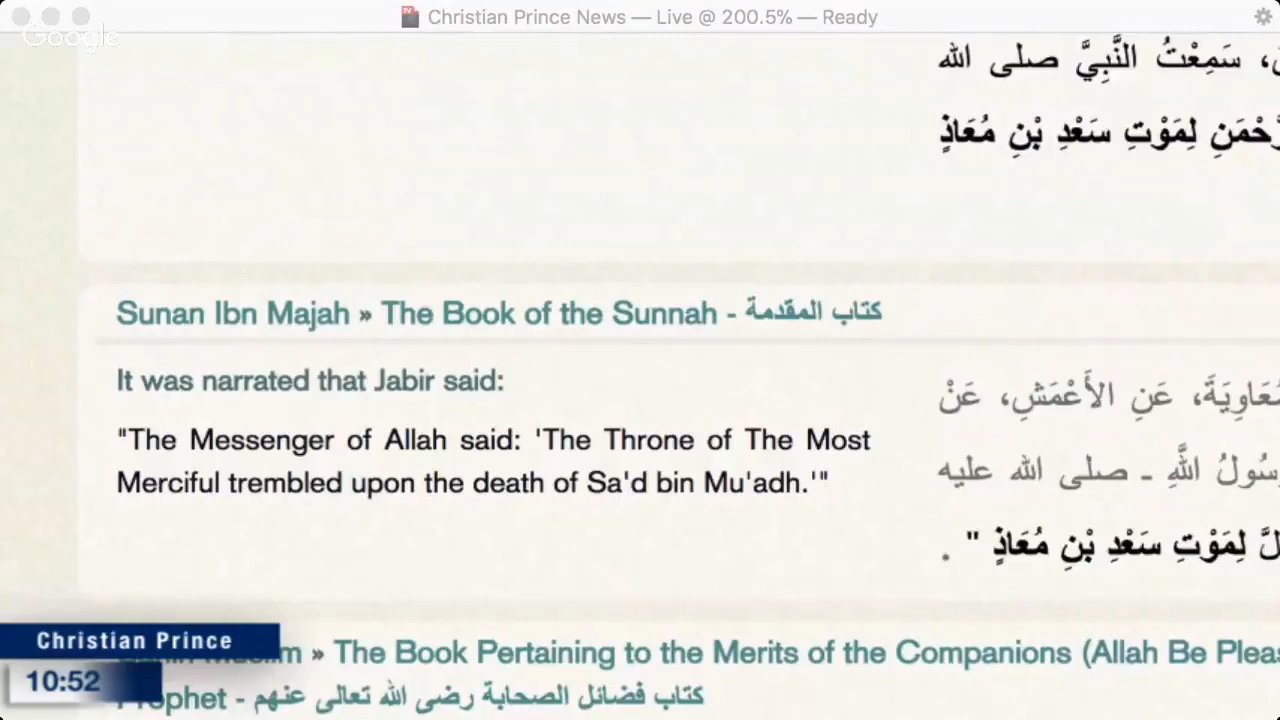 Christian Prince News — Live @ 200.5% — Ready
Google
سَمِعْتُ النَّبِيَّ صلى الله
لِمَوْتِ سَعْدِ بْنِ مُعَاذٍ
Sunan Ibn Majah » The Book of the Sunnah - كتاب المقدمة
It was narrated that Jabir said:
"The Messenger of Allah said: 'The Throne of The Most
Merciful trembled upon the death of Sa'd bin Mu'adh.'"
عَنِ الأَعْمَشِ، عَنْ
اللَّهِ ـ صلى الله عليه
لِمَوْتِ سَعْدِ بْنِ مُعَاذٍ " .
Christian Prince
» The Book Pertaining to the Merits of the Companions (Allah Be
10:52
Prophet - كتاب فضائل الصحابة رضى الله تعالى عنهم